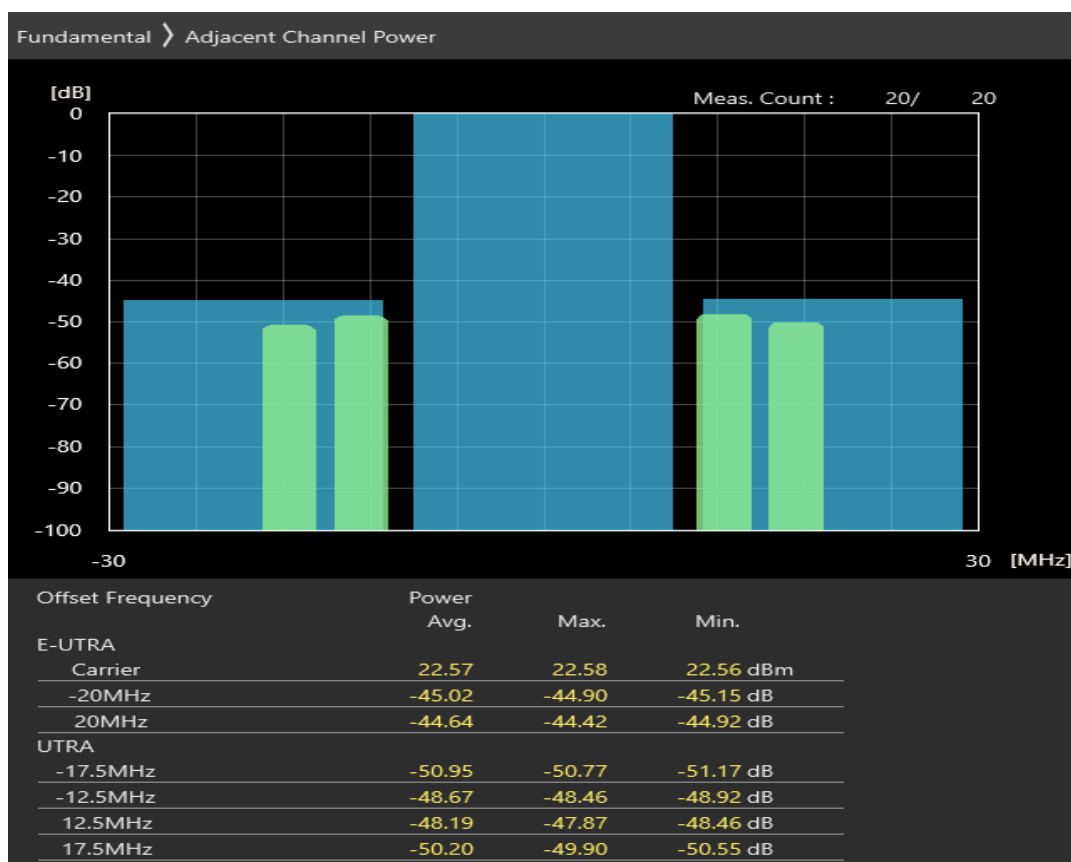 Fundamental 〉 Adjacent Channel Power
[dB]
Meas. Count : 20/ 20
0
-10
-20
-30
-40
-50
-60
-70
-80
-90
-100
-30 30 [MHz]
Offset Frequency Power
Avg. Max. Min.
E-UTRA
Carrier 22.57 22.58 22.56 dBm
-20MHz -45.02 -44.90 -45.15 dB
20MHz -44.64 -44.42 -44.92 dB
UTRA
-17.5MHz -50.95 -50.77 -51.17 dB
-12.5MHz -48.67 -48.46 -48.92 dB
12.5MHz -48.19 -47.87 -48.46 dB
17.5MHz -50.20 -49.90 -50.55 dB